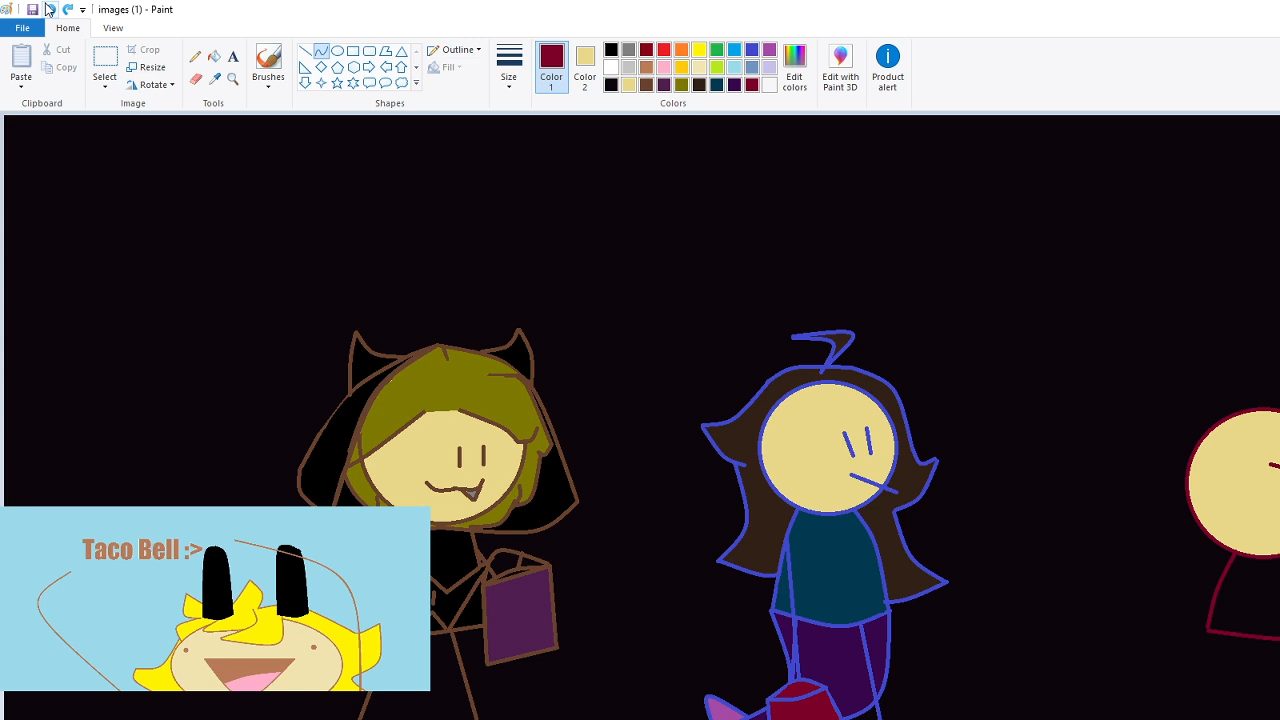 images (1) - Paint
File Home View
Paste
Cut
Copy
Clipboard
Select
Crop
Resize
Rotate
Image
Tools
Brushes
Shapes
Outline
Fill
Size
Color
1
Color
2
Edit
colors
Colors
Edit with
Paint 3D
Product
alert
Taco Bell :>